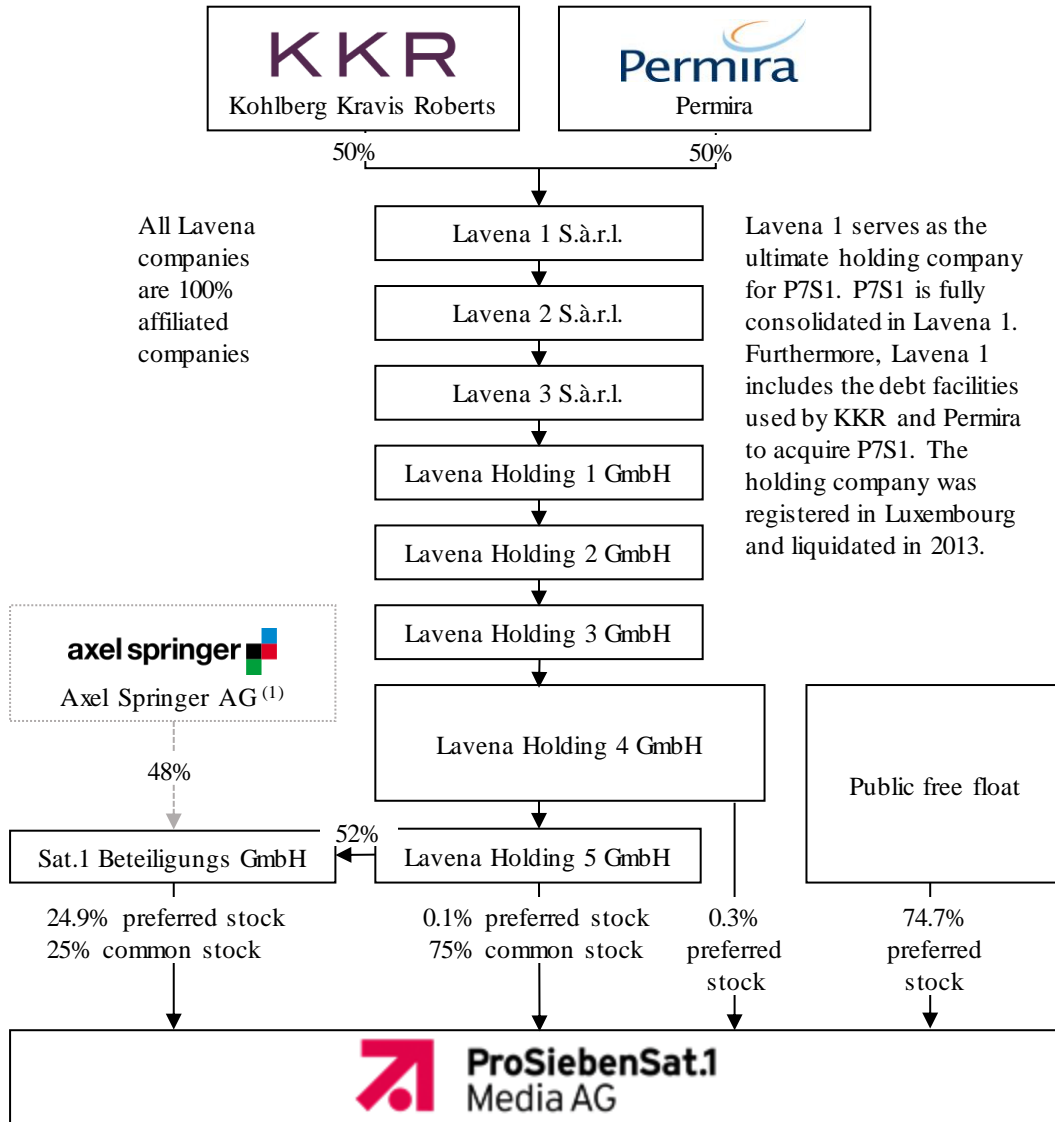 KKR
Kohlberg Kravis Roberts
Permira
Permira
50%
50%
All Lavena
companies
are 100%
affiliated
companies
Lavena 1 S.à.r.l.
Lavena 2 S.à.r.l.
Lavena 3 S.à.r.l.
Lavena Holding 1 GmbH
Lavena Holding 2 GmbH
Lavena Holding 3 GmbH
Lavena 1 serves as the
ultimate holding company
for P7S1. P7S1 is fully
consolidated in Lavena 1.
Furthermore, Lavena 1
includes the debt facilities
used by KKR and Permira
to acquire P7S1. The
holding company was
registered in Luxembourg
and liquidated in 2013.
axel springer
Axel Springer AG (1)
48%
Lavena Holding 4 GmbH
Public free float
Sat.1 Beteiligungs GmbH
52%
Lavena Holding 5 GmbH
24.9% preferred stock
25% common stock
0.1% preferred stock
75% common stock
0.3%
preferred
stock
74.7%
preferred
stock
ProSiebenSat.1
Media AG